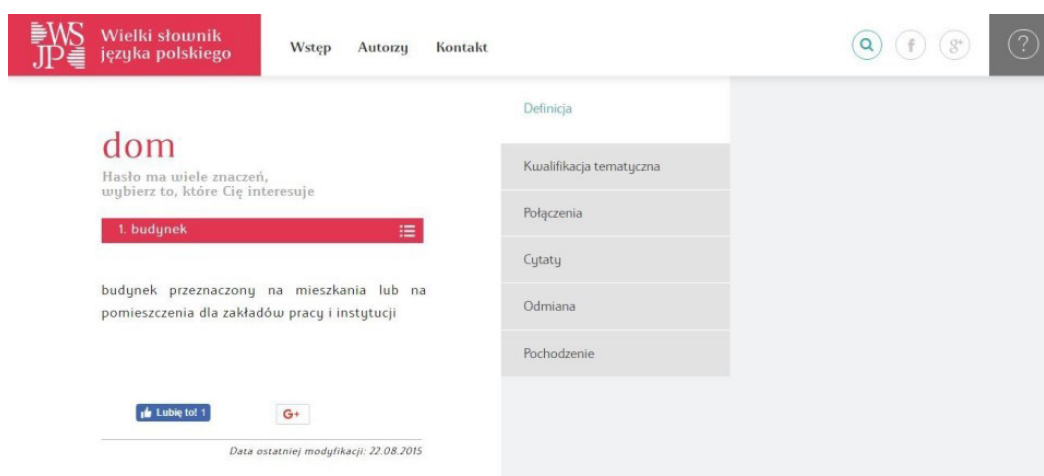 WS
JP
Wielki słownik
języka polskiego
Wstęp Autorzy Kontakt
f g+ ?
dom
Hasło ma wiele znaczeń,
wybierz to, które Cię interesuje
1. budynek
budynek przeznaczony na mieszkania lub na
pomieszczenia dla zakładów pracy i instytucji
Lubię to! 1 G+
Data ostatniej modyfikacji: 22.08.2015
Definicja
Kwalifikacja tematyczna
Połączenia
Cytaty
Odmiana
Pochodzenie